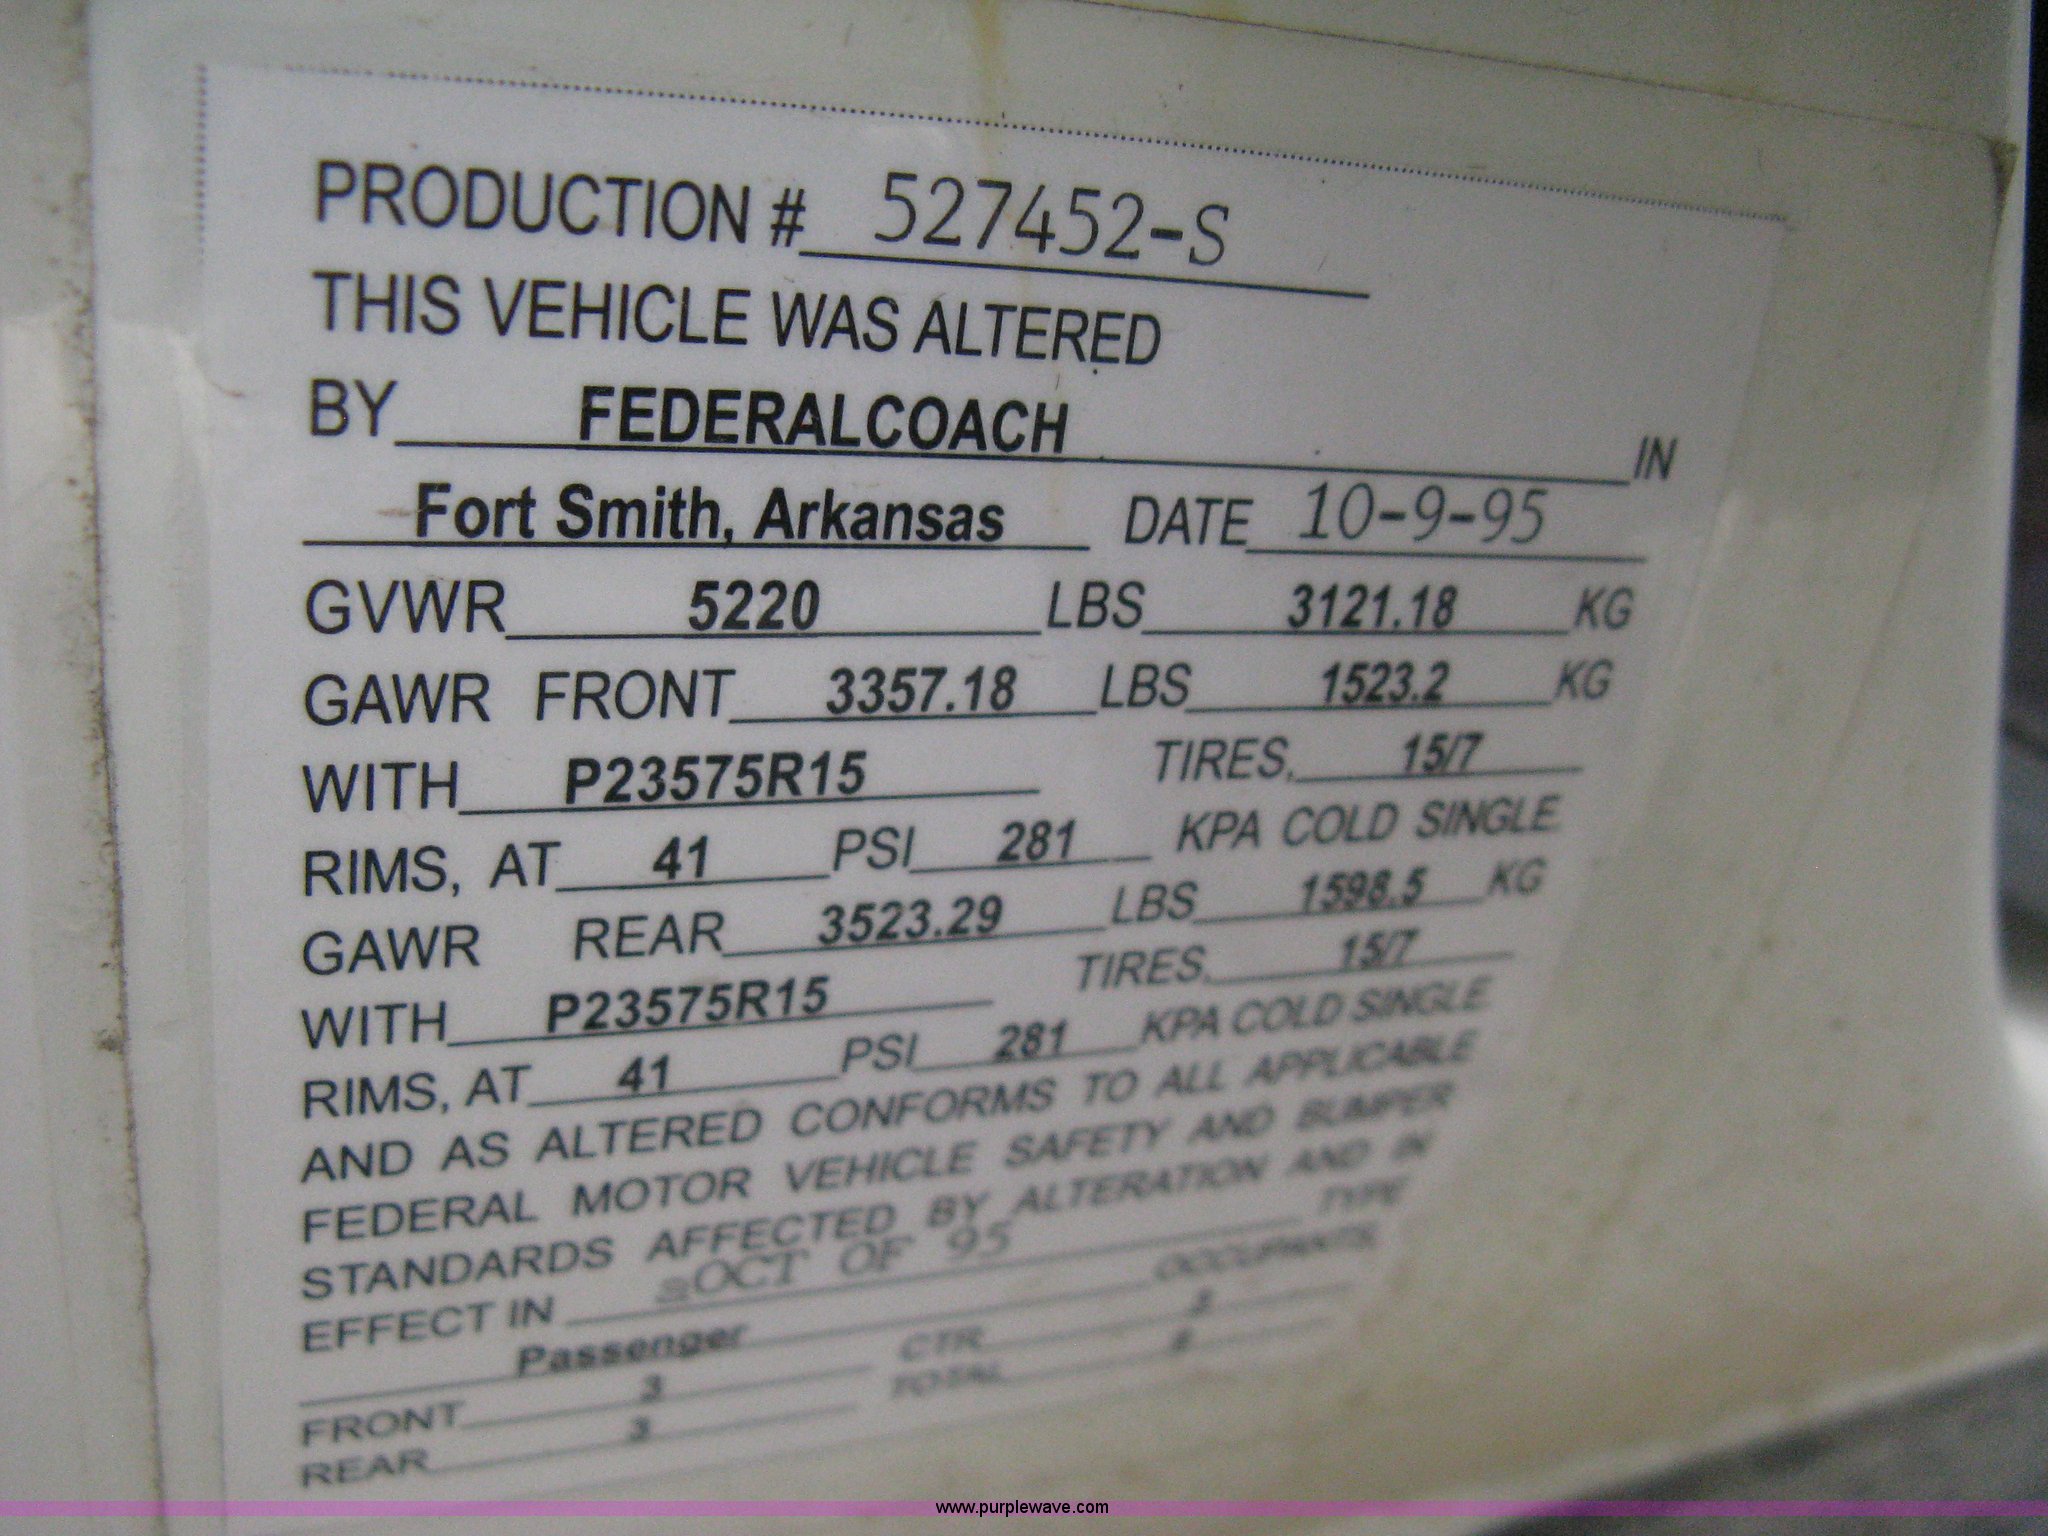 PRODUCTION # 527452-S
THIS VEHICLE WAS ALTERED
BY FEDERALCOACH IN
Fort Smith, Arkansas DATE 10-9-95
GVWR 5220 LBS 3121.18 KG
GAWR FRONT 3357.18 LBS 1523.2 KG
WITH P23575R15 TIRES, 15/7
RIMS, AT 41 PSI 281 KPA COLD SINGLE
GAWR REAR 3523.29 LBS 1598.5 KG
WITH P23575R15 TIRES, 15/7
RIMS, AT 41 PSI 281 KPA COLD SINGLE
AND AS ALTERED CONFORMS TO ALL APPLICABLE
FEDERAL MOTOR VEHICLE SAFETY AND BUMPER
STANDARDS AFFECTED BY ALTERATION AND IN
EFFECT IN OCT OF 95 TYPE
Passenger OCCUPANTS
FRONT 3 CTR
REAR 3 TOTAL
www.purplewave.com